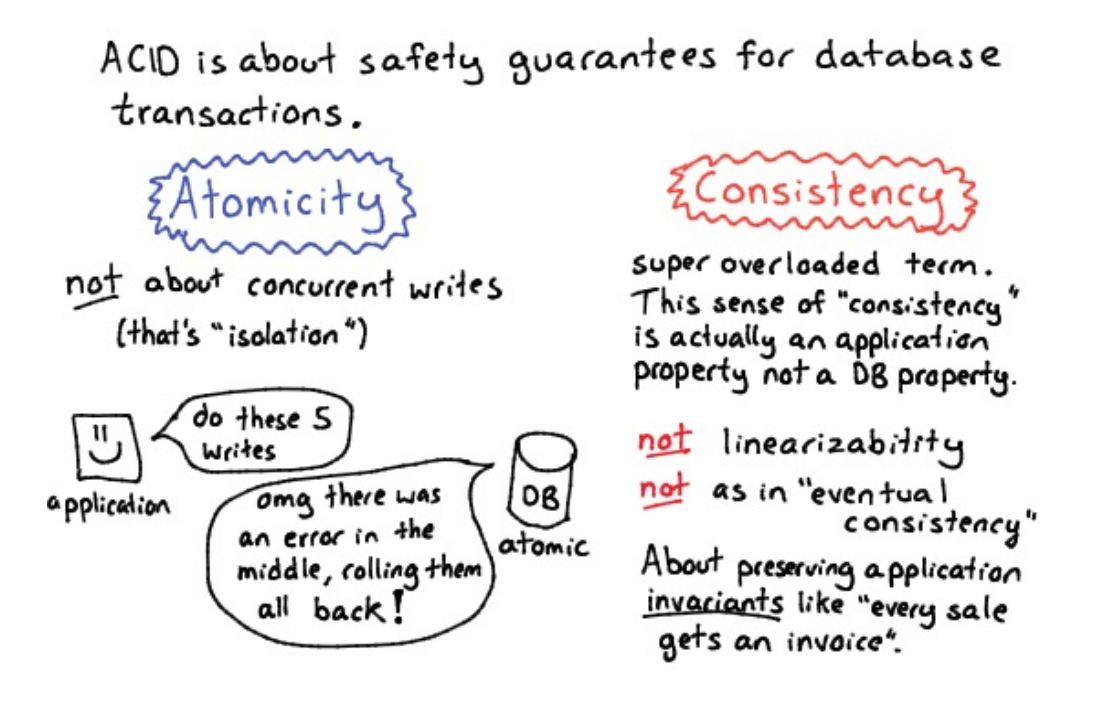 ACID is about safety guarantees for database
transactions.
Atomicity
not about concurrent writes
(that's "isolation")
do these 5
writes
application
omg there was
an error in the
middle, rolling them
all back!
DB
atomic
Consistency
super overloaded term.
This sense of "consistency"
is actually an application
property not a DB property.
not linearizability
not as in "eventual
consistency"
About preserving application
invariants like "every sale
gets an invoice".